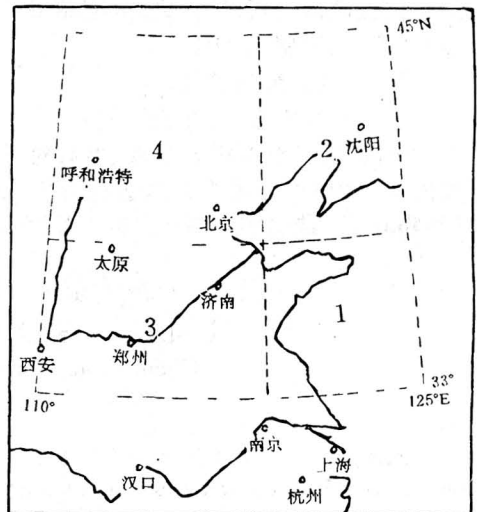 45°N
4
2
沈阳
呼和浩特
北京
太原
济南
3
1
西安
郑州
33°
110°
125°E
南京
上海
汉口
杭州